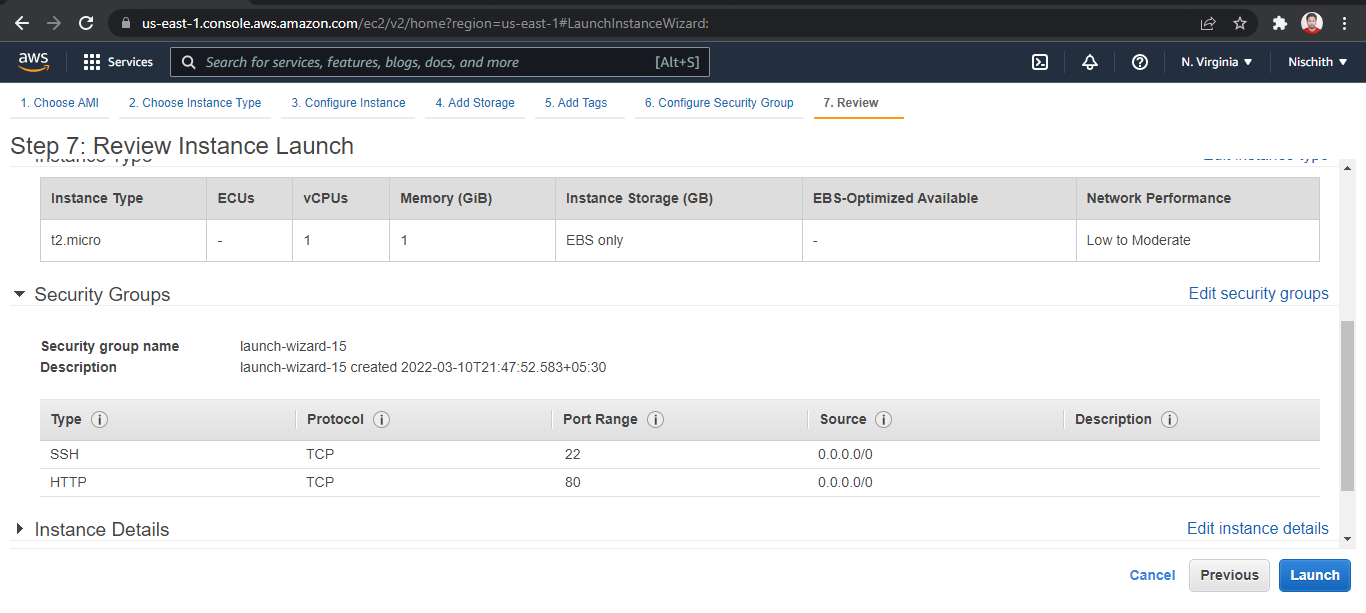 us-east-1.console.aws.amazon.com/ec2/v2/home?region=us-east-1#LaunchInstanceWizard:
aws Services Search for services, features, blogs, docs, and more [Alt+S] N. Virginia Nischith
1. Choose AMI 2. Choose Instance Type 3. Configure Instance 4. Add Storage 5. Add Tags 6. Configure Security Group 7. Review
Step 7: Review Instance Launch
Instance Type Edit instance type
Instance Type ECUs vCPUs Memory (GiB) Instance Storage (GB) EBS-Optimized Available Network Performance
t2.micro - 1 1 EBS only - Low to Moderate
Security Groups Edit security groups
Security group name launch-wizard-15
Description launch-wizard-15 created 2022-03-10T21:47:52.583+05:30
Type Protocol Port Range Source Description
SSH TCP 22 0.0.0.0/0
HTTP TCP 80 0.0.0.0/0
Instance Details Edit instance details
Cancel Previous Launch